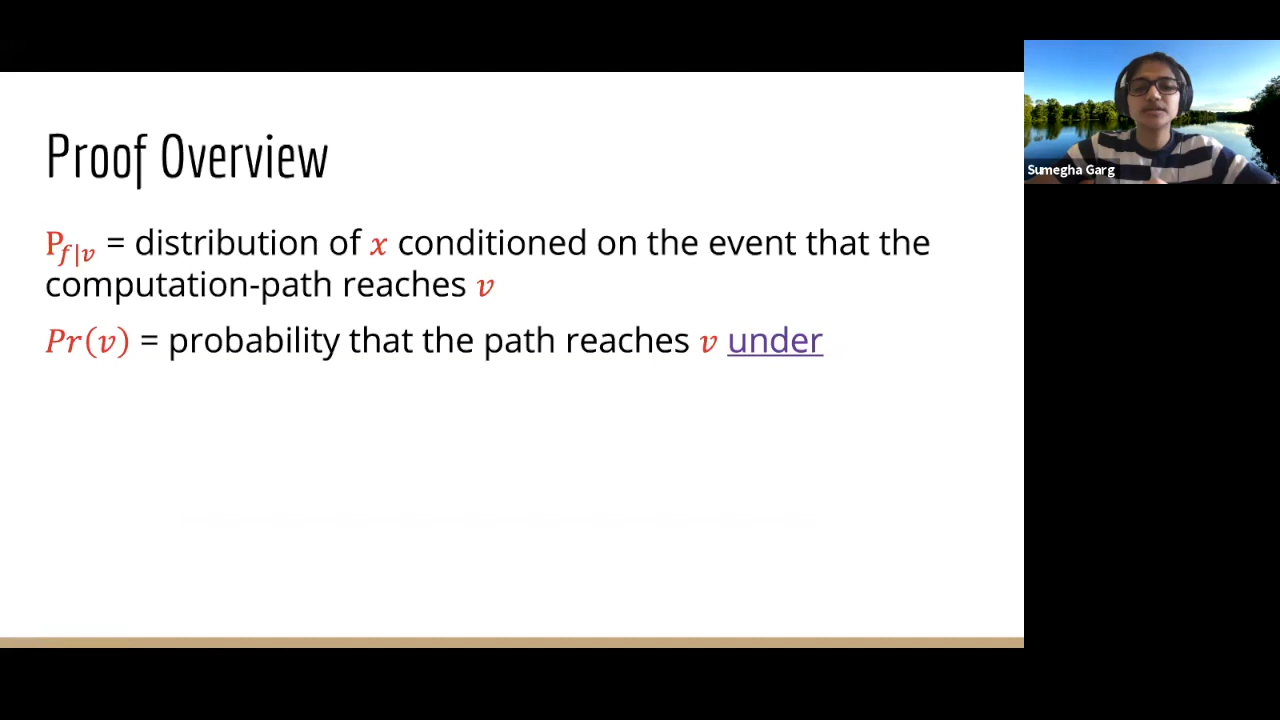 Proof Overview
P_{f|v} = distribution of x conditioned on the event that the
computation-path reaches v
Pr(v) = probability that the path reaches v under
Sumegha Garg